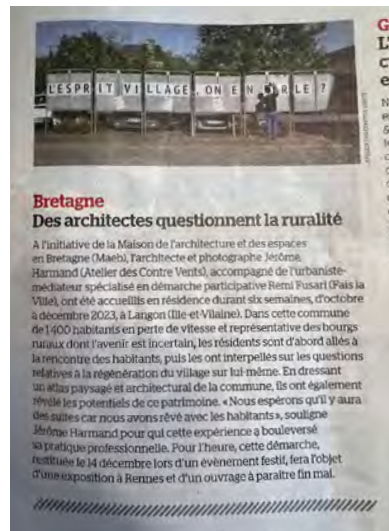 L'ESPRIT VILLAGE, ON EN RLE ?
Bretagne
Des architectes questionnent la ruralité
A l'initiative de la Maison de l'architecture et des espaces
en Bretagne (Maeb), l'architecte et photographe Jérôme
Harmand (Atelier des Contre Vents), accompagné de l'urbaniste-
médiateur spécialisé en démarche participative Remi Fusari (Fais la
Ville), ont été accueillis en résidence durant six semaines, d'octobre
à décembre 2023, à Langon (Ille-et-Vilaine). Dans cette commune
de 1400 habitants en perte de vitesse et représentative des bourgs
ruraux dont l'avenir est incertain, les résidents sont d'abord allés à
la rencontre des habitants, puis les ont interpellés sur les questions
relatives à la régénération du village sur lui-même. En dressant
un atlas paysagé et architectural de la commune, ils ont également
révélé les potentiels de ce patrimoine. « Nous espérons qu'il y aura
des suites car nous avons rêvé avec les habitants », souligne
Jérôme Harmand pour qui cette expérience a bouleversé
sa pratique professionnelle. Pour l'heure, cette démarche,
restituée le 14 décembre lors d'un évènement festif, fera l'objet
d'une exposition à Rennes et d'un ouvrage à paraître fin mai.